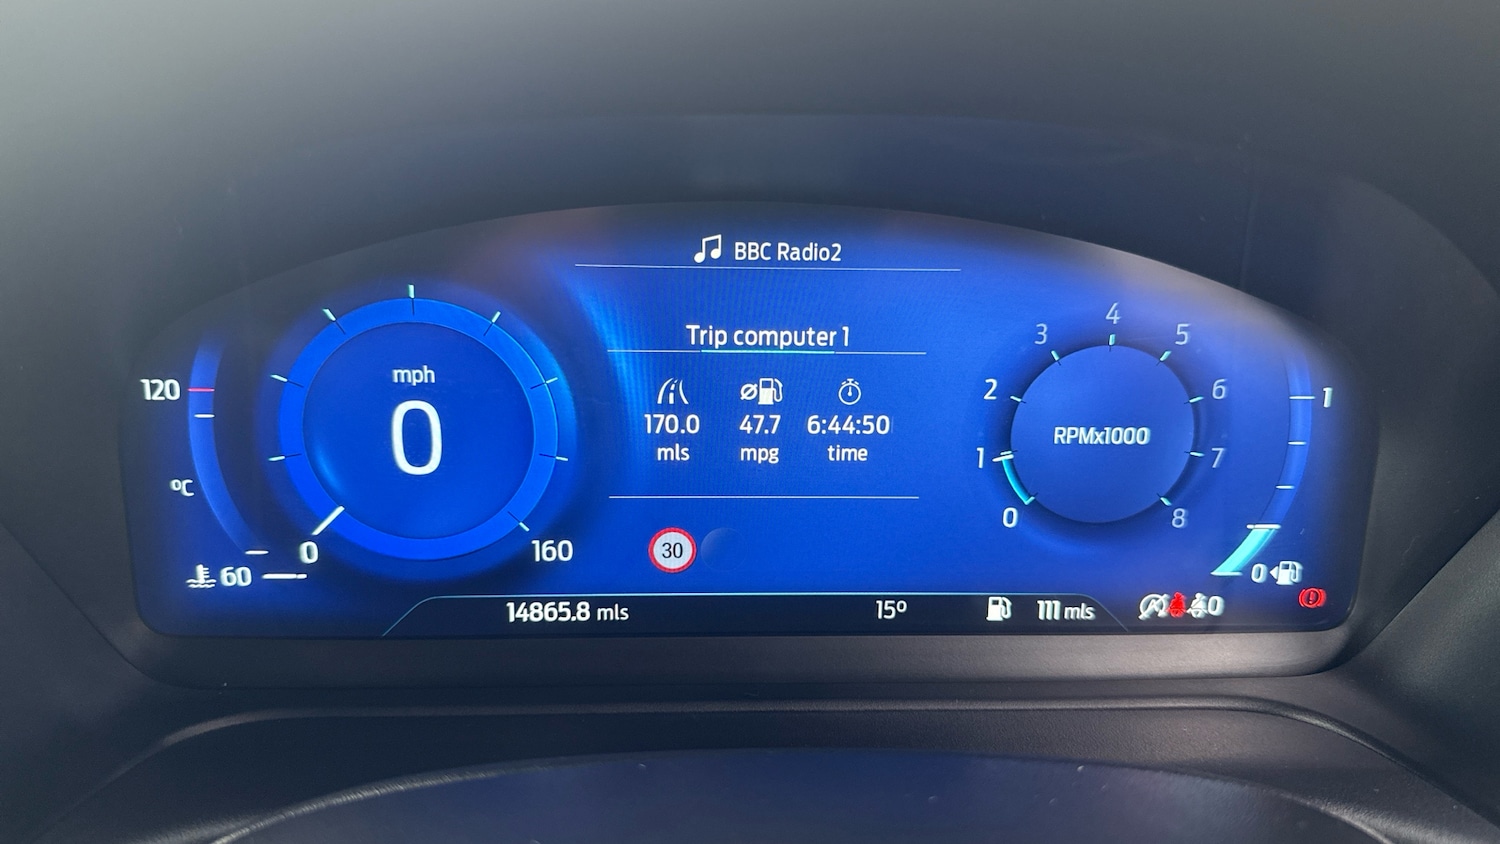 BBC Radio2
Trip computer 1
170.0 47.7 6:44:50
mls mpg time
120
ºC
60
mph
0
0 160
30
0 1 2 3 4 5 6 7 8
RPMx1000
1
0
14865.8 mls 15º 111 mls